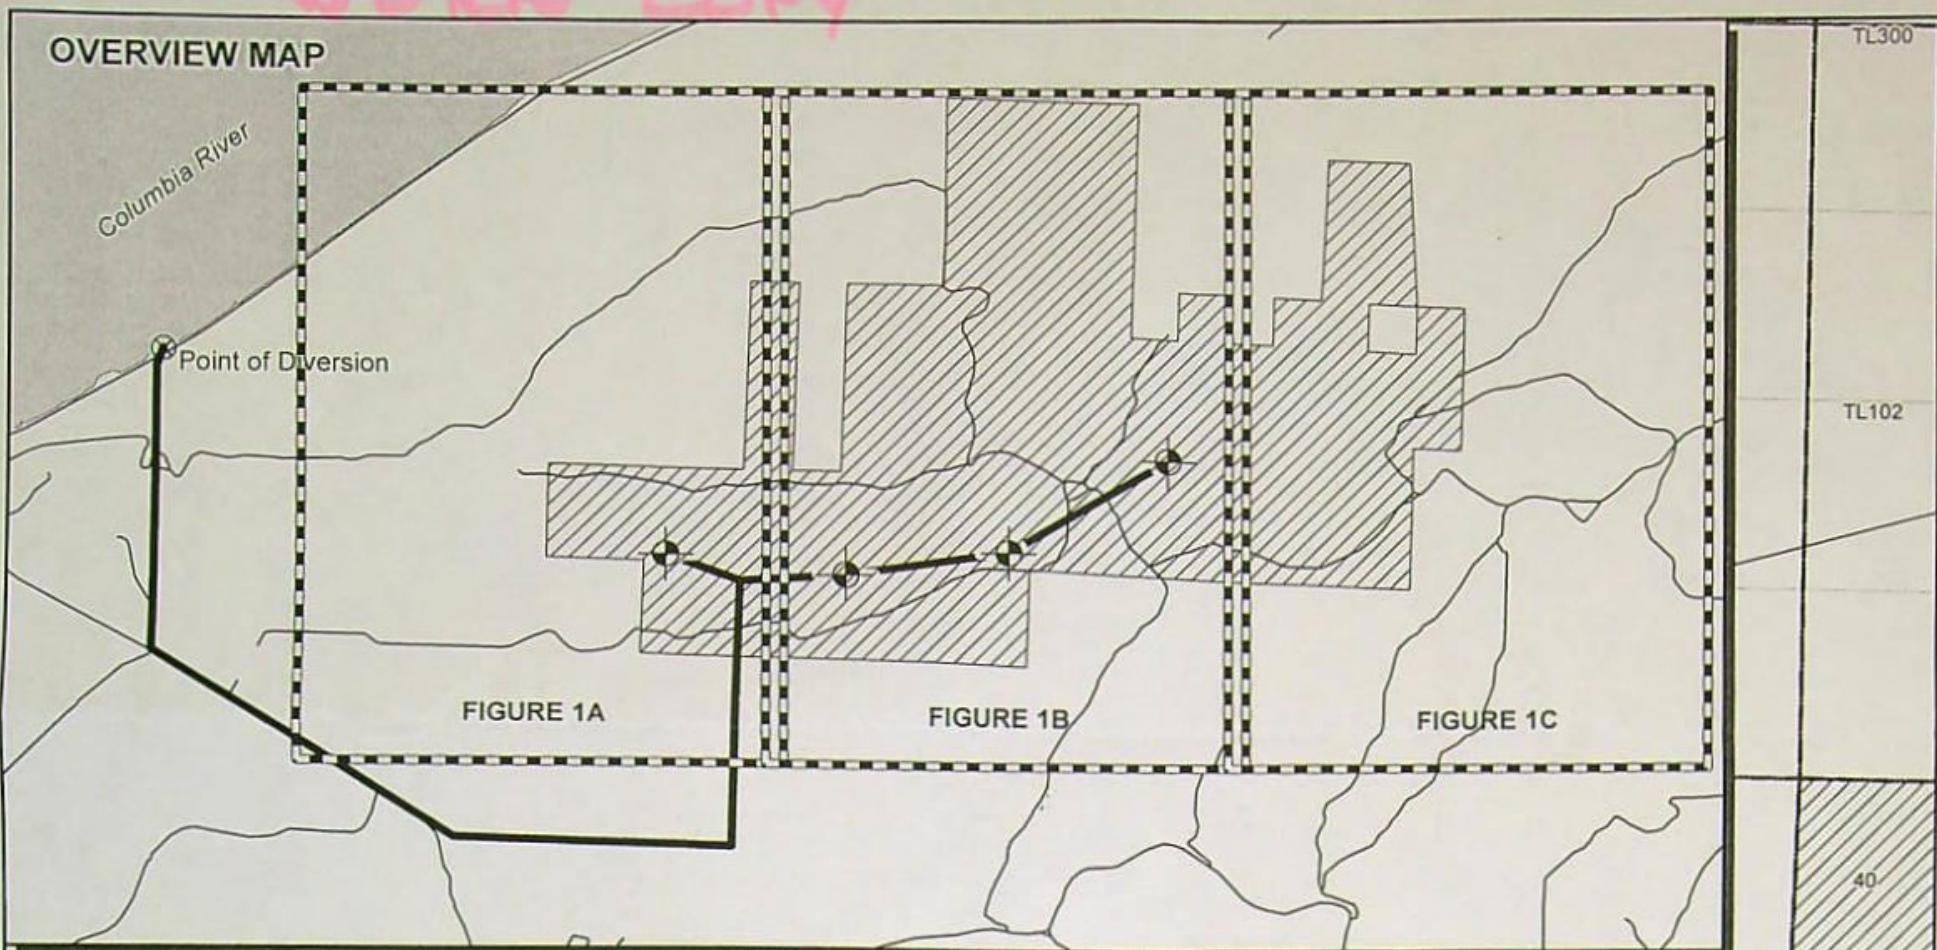 OVERVIEW MAP
TL300
Columbia River
Point of Diversion
TL102
FIGURE 1A
FIGURE 1B
FIGURE 1C
40